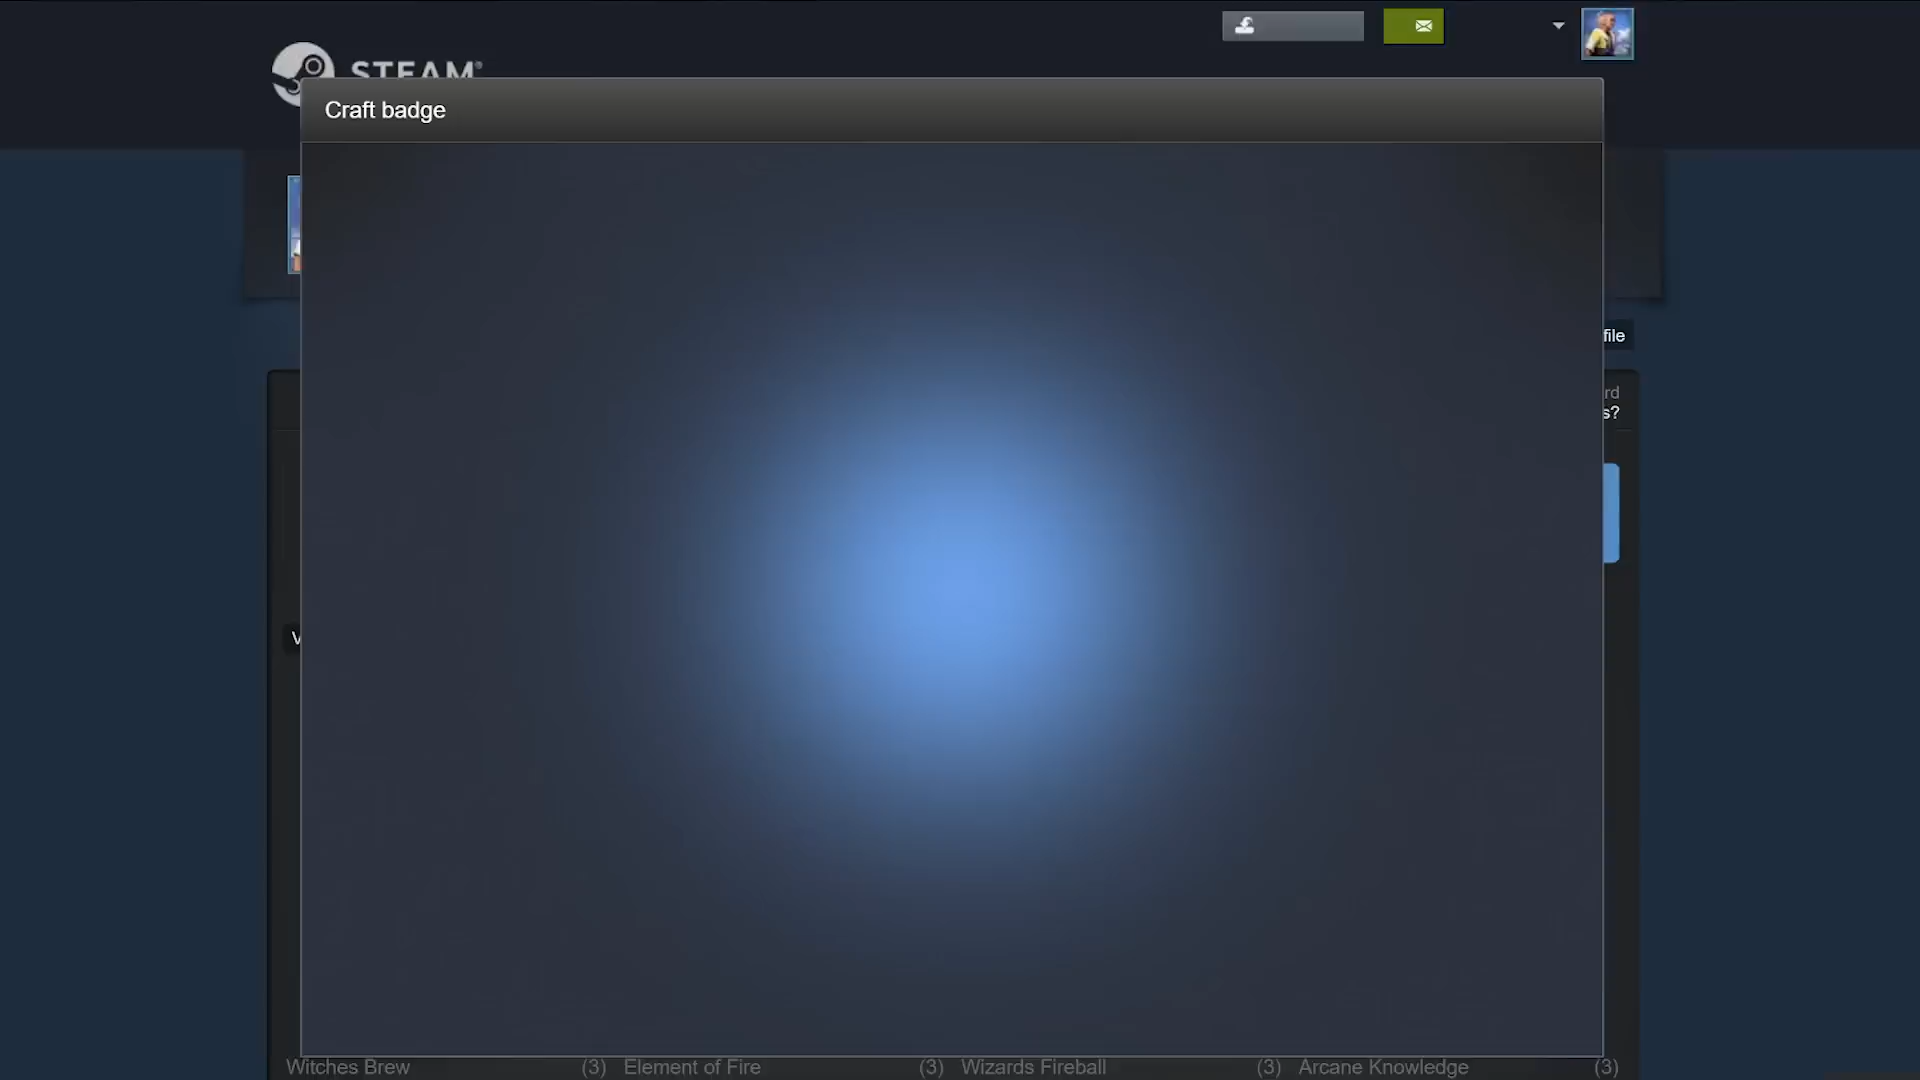 STEAM®
Craft badge
file
rd
s?
V
Witches Brew (3) Element of Fire (3) Wizards Fireball (3) Arcane Knowledge (3)